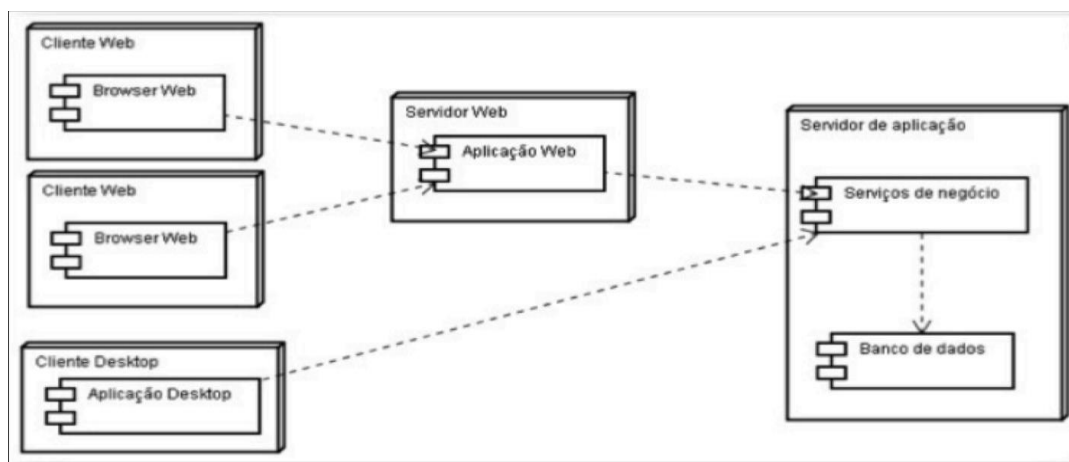 Cliente Web
Browser Web
Cliente Web
Browser Web
Cliente Desktop
Aplicação Desktop
Servidor Web
Aplicação Web
Servidor de aplicação
Serviços de negócio
Banco de dados